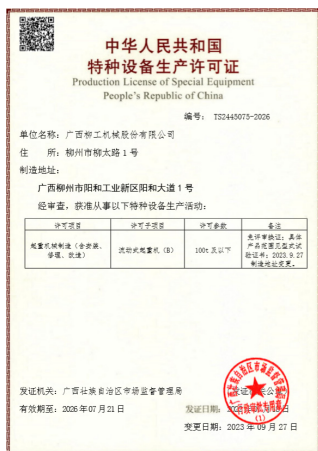 中华人民共和国
特种设备生产许可证
Production License of Special Equipment
People's Republic of China
编号： TS2445075-2026
单位名称：广西柳工机械股份有限公司
住 所：柳州市柳太路1号
制造地址：
广西柳州市阳和工业新区阳和大道1号
经审查，获准从事以下特种设备生产活动：
许可项目 许可子项目 许可参数 备注
起重机械制造（含安装、修理、改造） 流动式起重机（B） 100t 及以下 免评审换证；具体产品范围见型式试验证书；2023.9.27制造地址变更。
发证机关：广西壮族自治区市场监督管理局
有效期至：2026年07月21日
发证日期：
变更日期：2023年09月27日